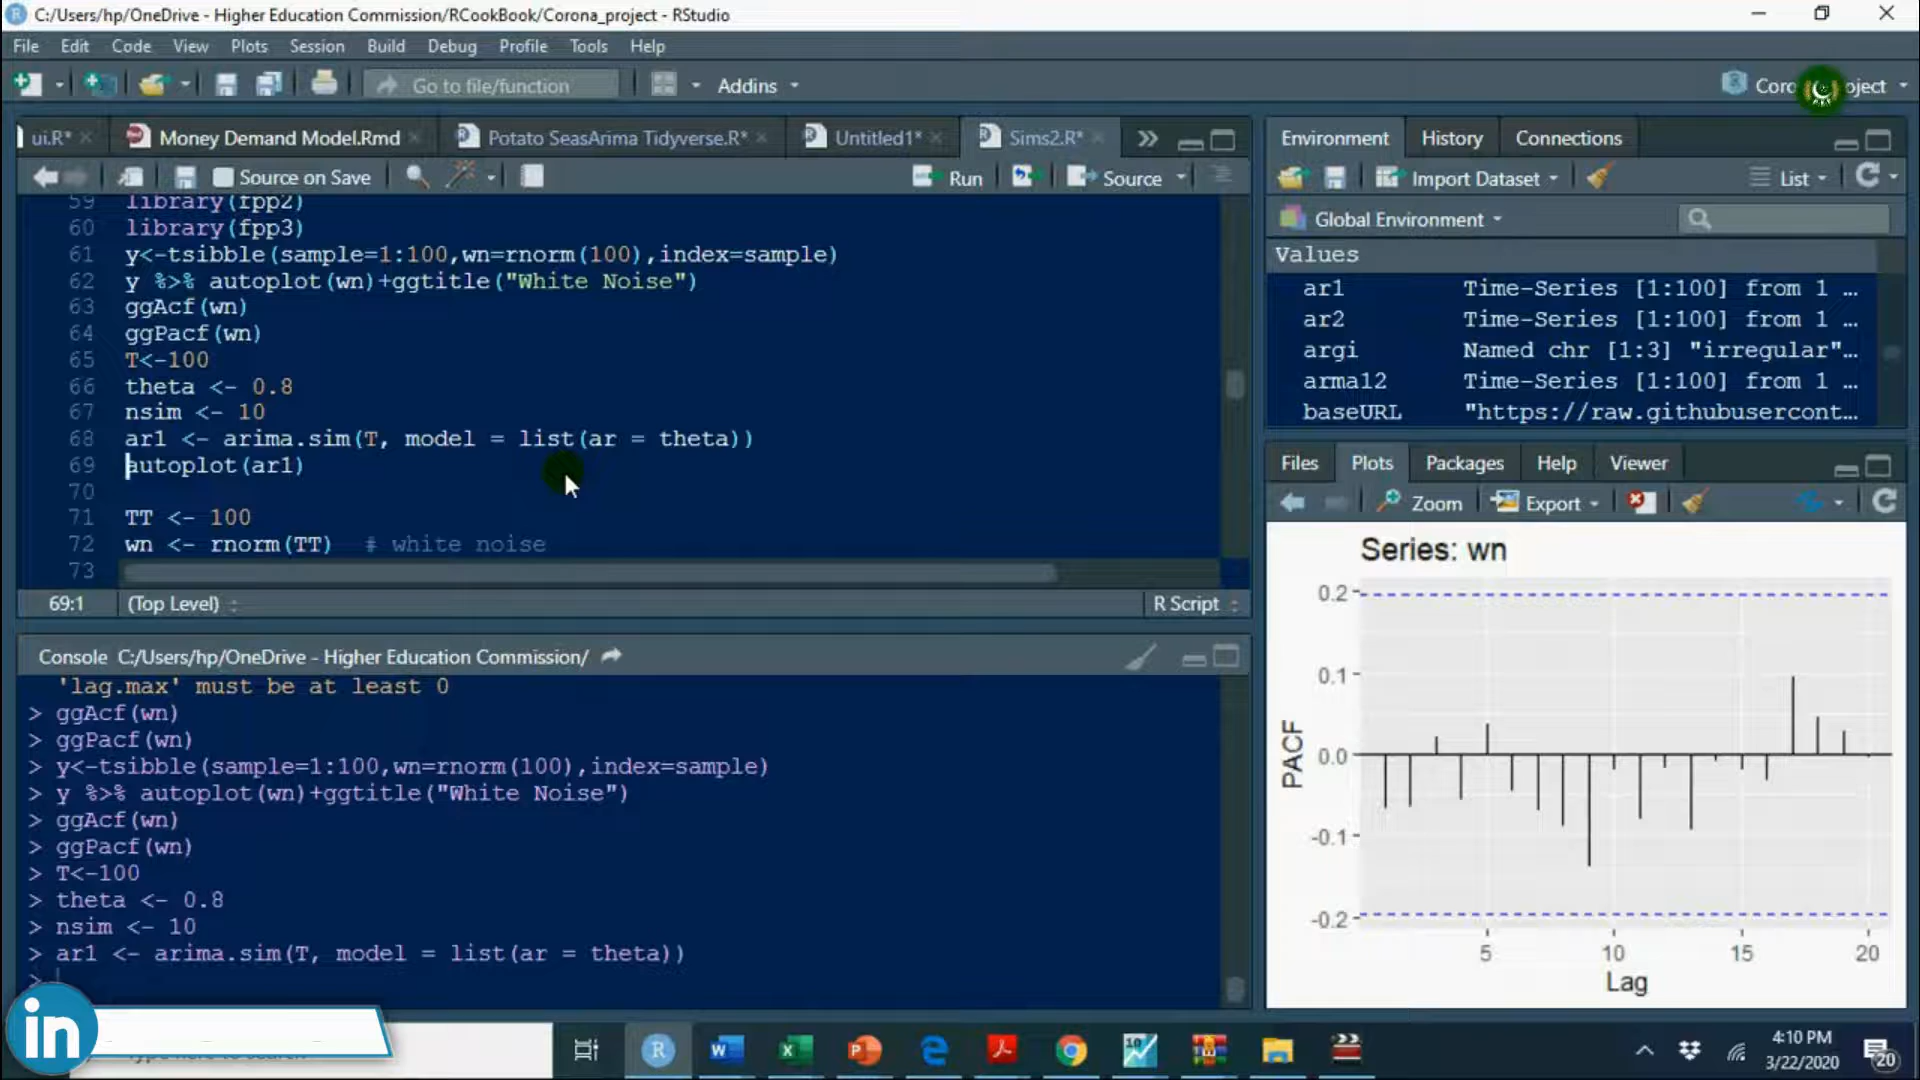 C:/Users/hp/OneDrive - Higher Education Commission/RCookBook/Corona_project - RStudio
File Edit Code View Plots Session Build Debug Profile Tools Help
Go to file/function Addins
ui.R* Money Demand Model.Rmd Potato SeasArima Tidyverse.R* Untitled1* Sims2.R*
Source on Save Run Source
59 library(fpp2)
60 library(fpp3)
61 y<-tsibble(sample=1:100,wn=rnorm(100),index=sample)
62 y %>% autoplot(wn)+ggtitle("White Noise")
63 ggAcf(wn)
64 ggPacf(wn)
65 T<-100
66 theta <- 0.8
67 nsim <- 10
68 ar1 <- arima.sim(T, model = list(ar = theta))
69 autoplot(ar1)
70
71 TT <- 100
72 wn <- rnorm(TT) # white noise
73
69:1 (Top Level) R Script
Console C:/Users/hp/OneDrive - Higher Education Commission/
'lag.max' must be at least 0
> ggAcf(wn)
> ggPacf(wn)
> y<-tsibble(sample=1:100,wn=rnorm(100),index=sample)
> y %>% autoplot(wn)+ggtitle("White Noise")
> ggAcf(wn)
> ggPacf(wn)
> T<-100
> theta <- 0.8
> nsim <- 10
> ar1 <- arima.sim(T, model = list(ar = theta))
>
Environment History Connections
Import Dataset List
Global Environment
Values
ar1 Time-Series [1:100] from 1 …
ar2 Time-Series [1:100] from 1 …
argi Named chr [1:3] "irregular"…
arma12 Time-Series [1:100] from 1 …
baseURL "https://raw.githubusercont…
Files Plots Packages Help Viewer
Zoom Export
Series: wn
0.2
0.1
0.0
-0.1
-0.2
PACF
5 10 15 20
Lag
in
4:10 PM
3/22/2020
20